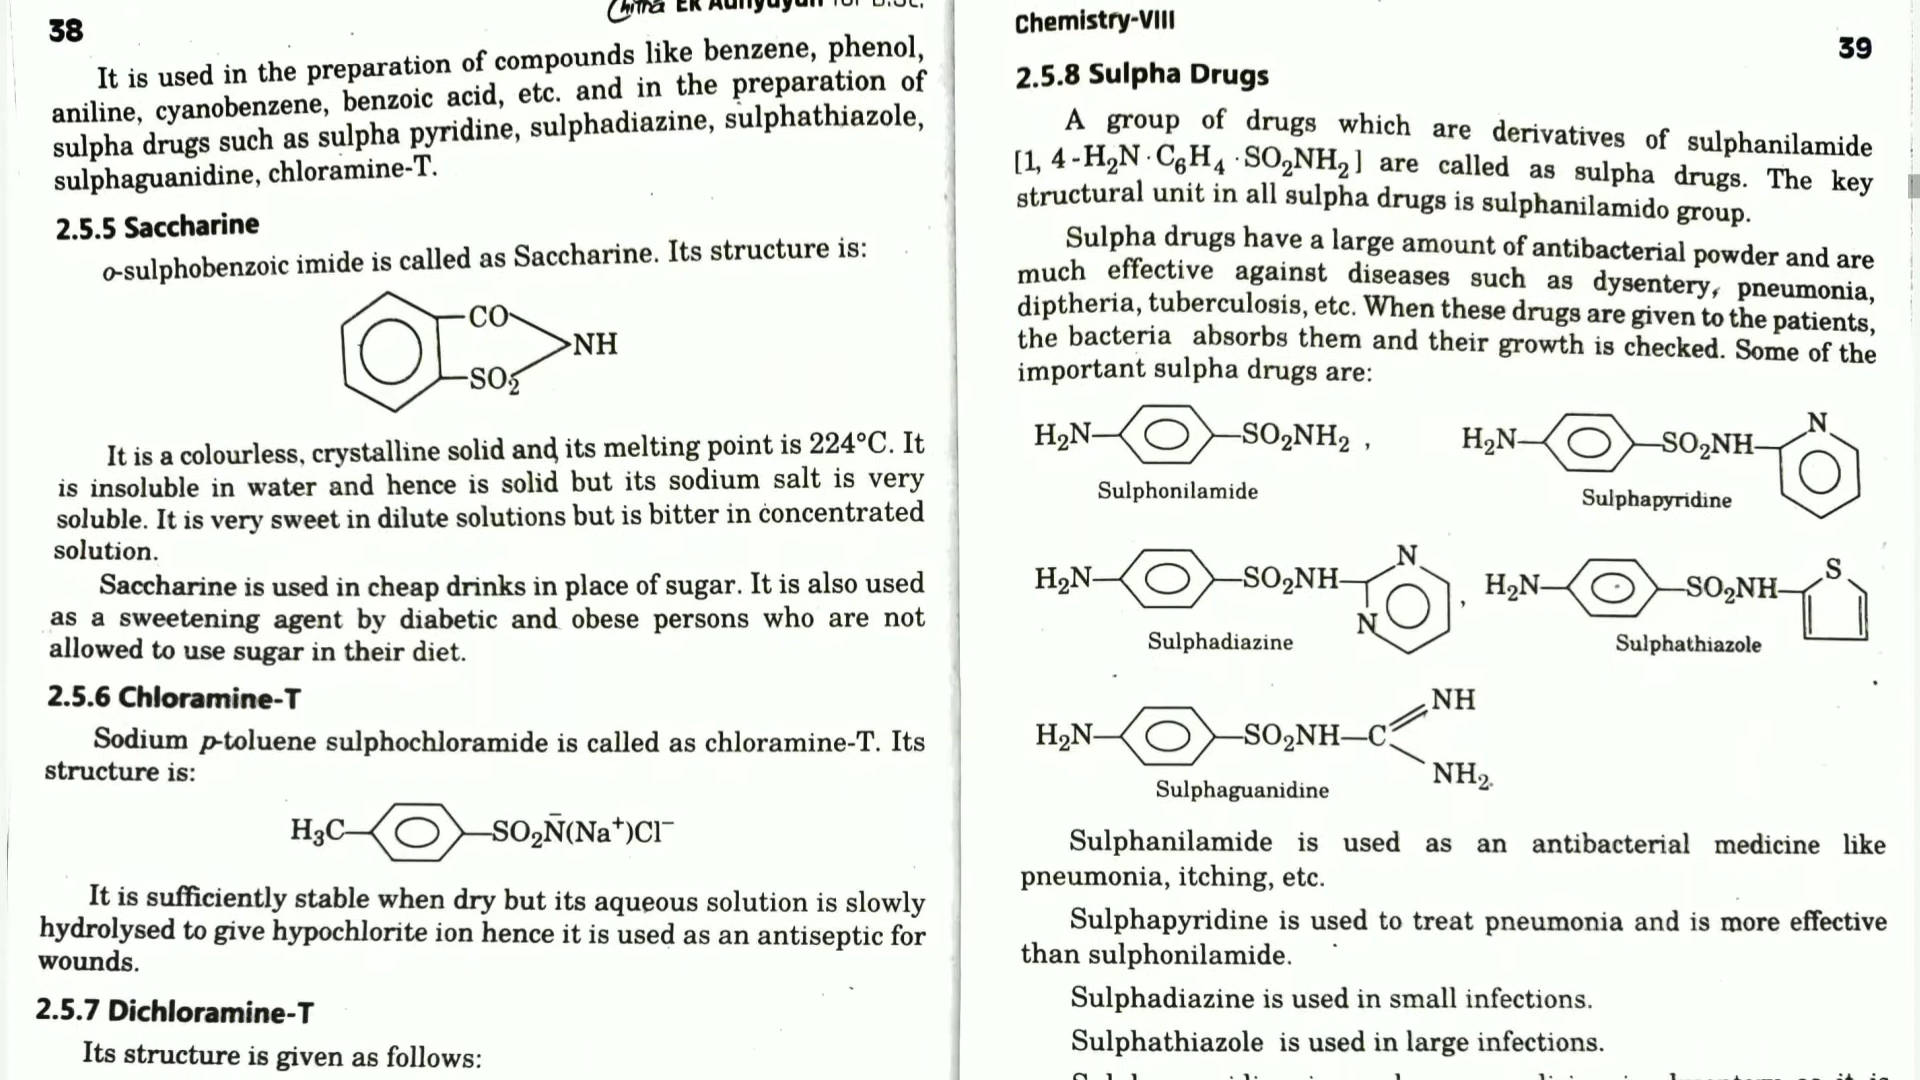 38
Chitra Ek Adhyayan for B.Sc.
It is used in the preparation of compounds like benzene, phenol,
aniline, cyanobenzene, benzoic acid, etc. and in the preparation of
sulpha drugs such as sulpha pyridine, sulphadiazine, sulphathiazole,
sulphaguanidine, chloramine-T.
2.5.5 Saccharine
o-sulphobenzoic imide is called as Saccharine. Its structure is:
CO
NH
SO₂
It is a colourless, crystalline solid and its melting point is 224°C. It
is insoluble in water and hence is solid but its sodium salt is very
soluble. It is very sweet in dilute solutions but is bitter in concentrated
solution.
Saccharine is used in cheap drinks in place of sugar. It is also used
as a sweetening agent by diabetic and obese persons who are not
allowed to use sugar in their diet.
2.5.6 Chloramine-T
Sodium p-toluene sulphochloramide is called as chloramine-T. Its
structure is:
H₃C SO₂N̄(Na⁺)Cl⁻
It is sufficiently stable when dry but its aqueous solution is slowly
hydrolysed to give hypochlorite ion hence it is used as an antiseptic for
wounds.
2.5.7 Dichloramine-T
Its structure is given as follows:
Chemistry-VIII
39
2.5.8 Sulpha Drugs
A group of drugs which are derivatives of sulphanilamide
[1, 4-H₂N·C₆H₄·SO₂NH₂] are called as sulpha drugs. The key
structural unit in all sulpha drugs is sulphanilamido group.
Sulpha drugs have a large amount of antibacterial powder and are
much effective against diseases such as dysentery, pneumonia,
diptheria, tuberculosis, etc. When these drugs are given to the patients,
the bacteria absorbs them and their growth is checked. Some of the
important sulpha drugs are:
H₂N SO₂NH₂ , H₂N SO₂NH N
Sulphonilamide Sulphapyridine
H₂N SO₂NH N N , H₂N SO₂NH S
Sulphadiazine Sulphathiazole
NH
H₂N SO₂NH—C
NH₂.
Sulphaguanidine
Sulphanilamide is used as an antibacterial medicine like
pneumonia, itching, etc.
Sulphapyridine is used to treat pneumonia and is more effective
than sulphonilamide.
Sulphadiazine is used in small infections.
Sulphathiazole is used in large infections.